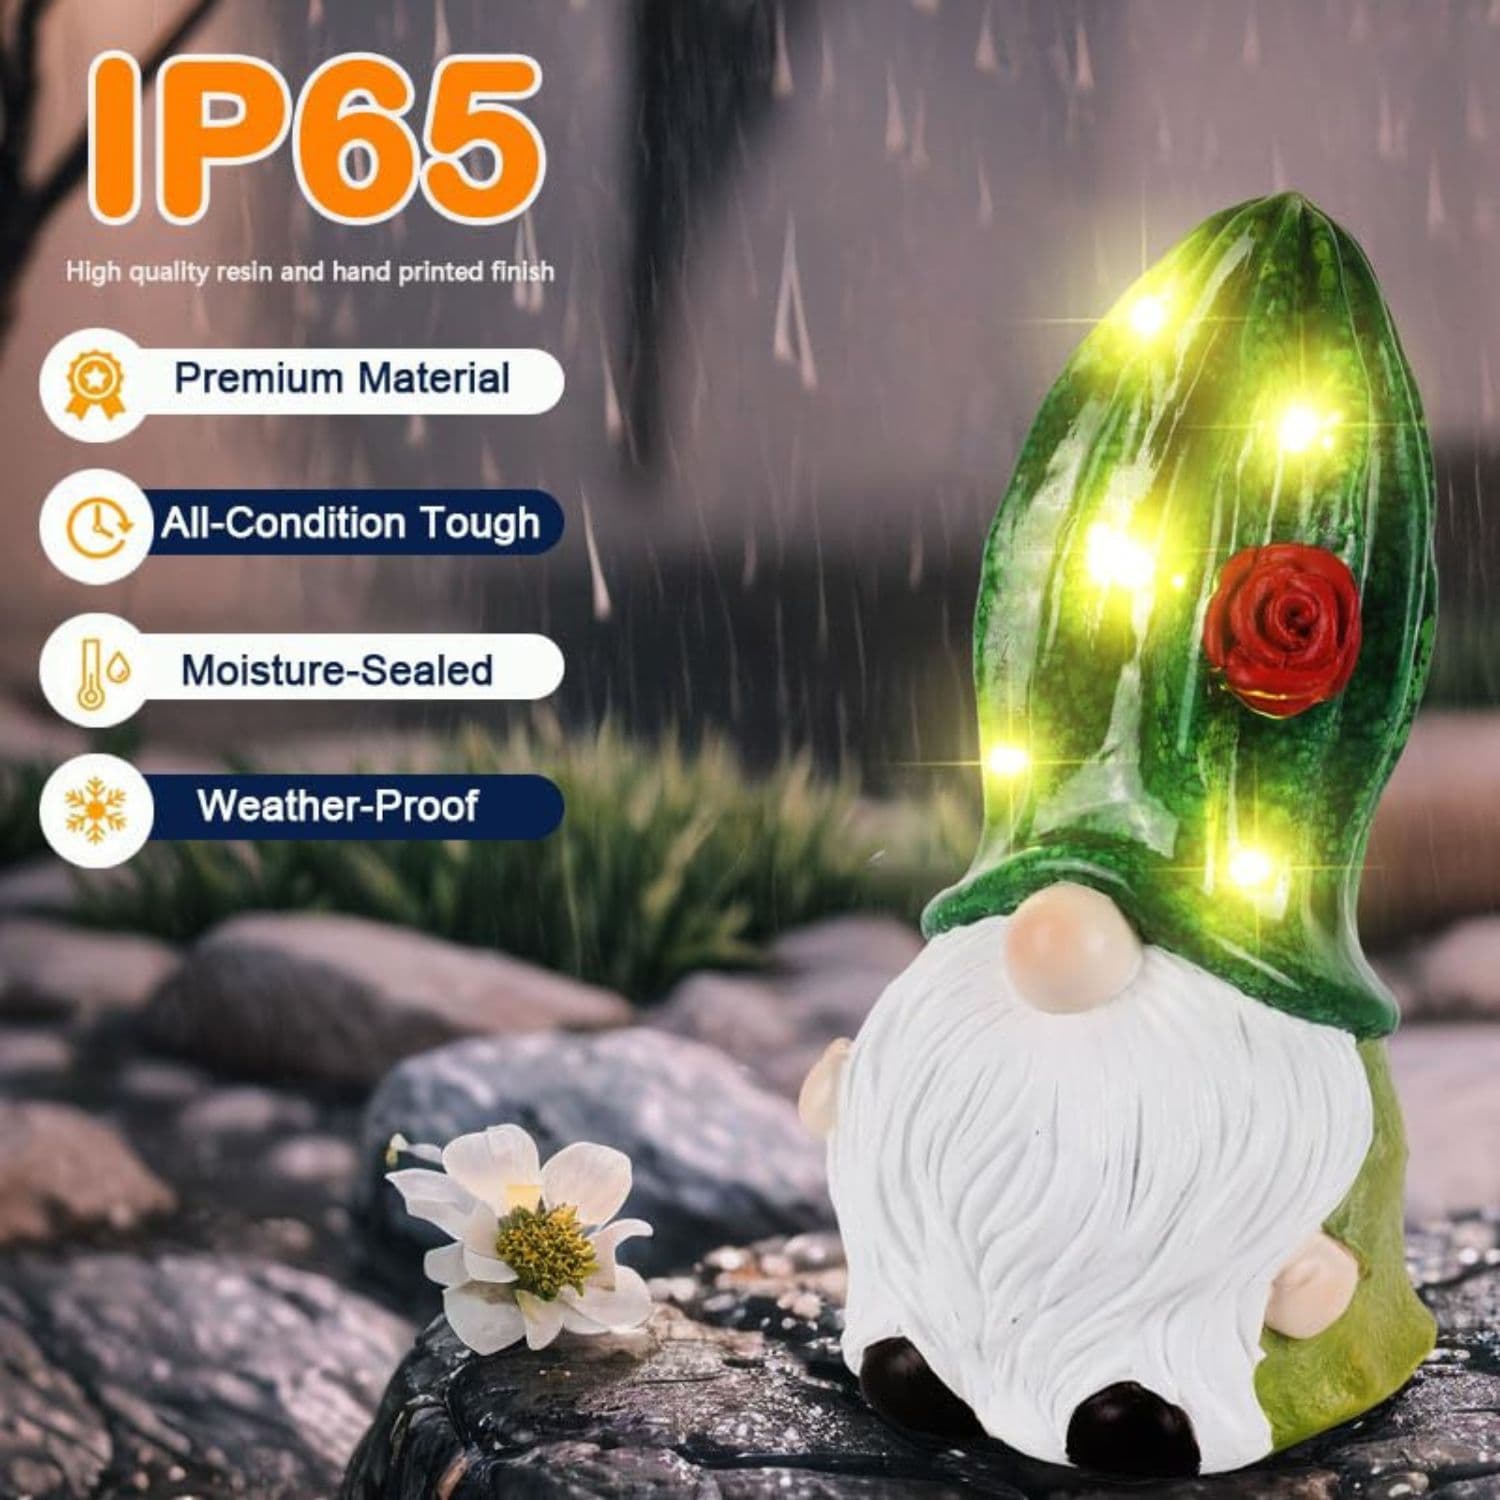 IP65
High quality resin and hand printed finish
Premium Material
All-Condition Tough
Moisture-Sealed
Weather-Proof